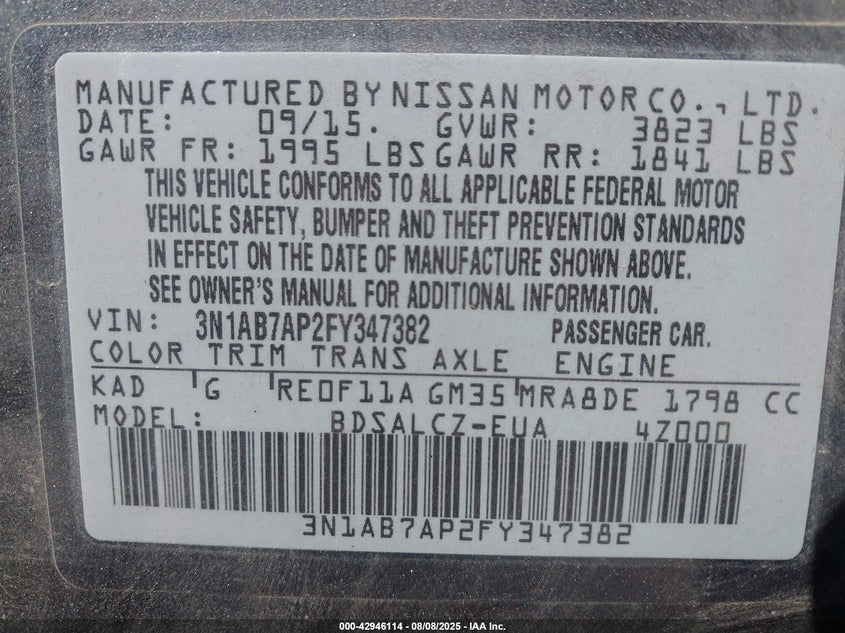 MANUFACTURED BY NISSAN MOTOR CO., LTD.
DATE: 09/15. GVWR: 3823 LBS
GAWR FR: 1995 LBS GAWR RR: 1841 LBS
THIS VEHICLE CONFORMS TO ALL APPLICABLE FEDERAL MOTOR
VEHICLE SAFETY, BUMPER AND THEFT PREVENTION STANDARDS
IN EFFECT ON THE DATE OF MANUFACTURE SHOWN ABOVE.
SEE OWNER'S MANUAL FOR ADDITIONAL INFORMATION.
VIN: 3N1AB7AP2FY347382 PASSENGER CAR.
COLOR TRIM TRANS AXLE ENGINE
KAD G RE0F11A GM35 MRA8DE 1798 CC
MODEL: BDSALCZ-EUA 4Z000
3N1AB7AP2FY347382
000-42946114 - 08/08/2025 - IAA Inc.